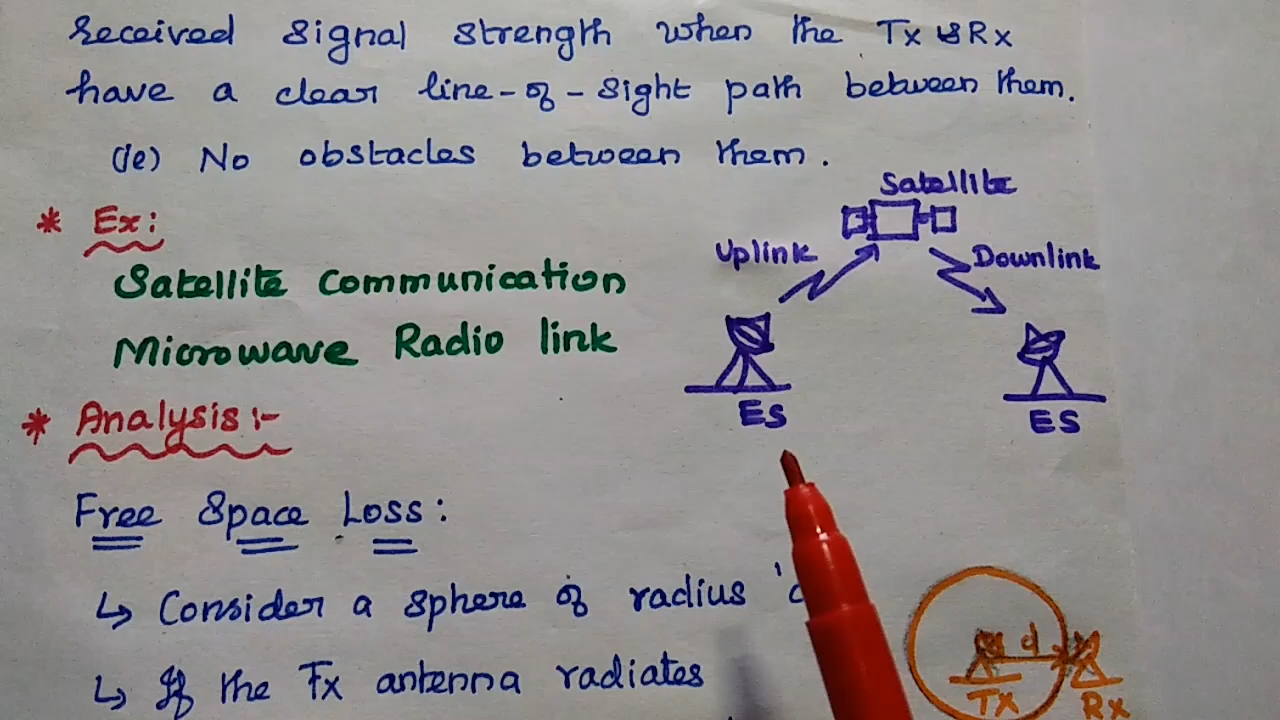 received signal strength when the Tx & Rx
have a clear line-of-sight path between them.
(ie) No obstacles between them.
* Ex:
Satellite communication
Microwave Radio link
Satellite
Uplink
Downlink
ES
ES
* Analysis:-
Free Space Loss:
↳ Consider a sphere of radius
↳ If the Tx antenna radiates
d
Tx
Rx